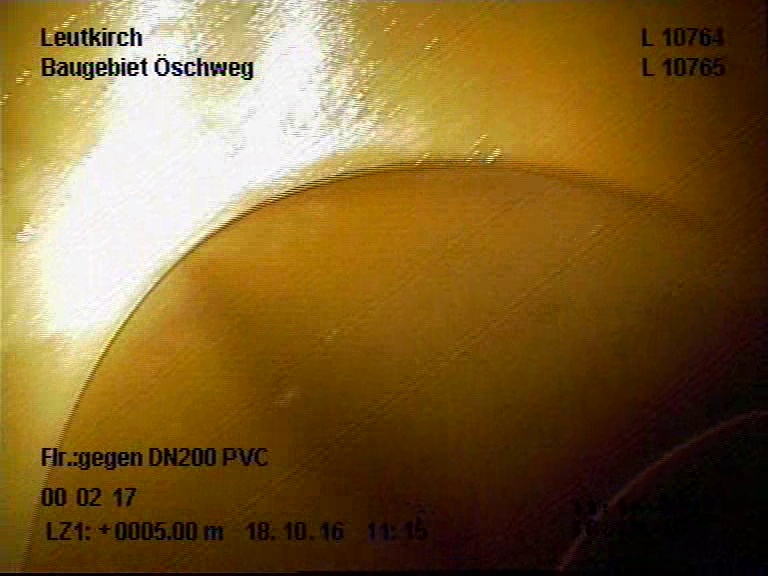 Leutkirch
L 10764
Baugebiet Öschweg
L 10765
Flr.:gegen DN200 PVC
00 02 17
LZ1: +0005.00 m 18.10.16 11:15